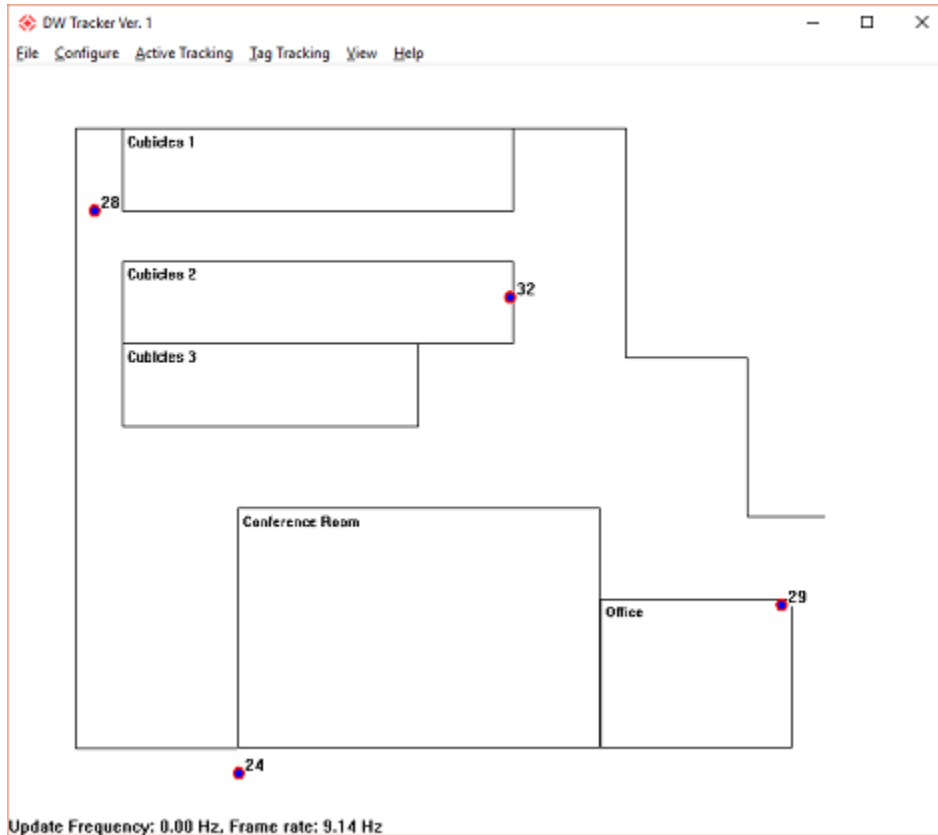 DW Tracker Ver. 1
File Configure Active Tracking Tag Tracking View Help
Cubicles 1
28
Cubicles 2
32
Cubicles 3
Conference Room
29
Office
24
Update Frequency: 0.00 Hz, Frame rate: 9.14 Hz